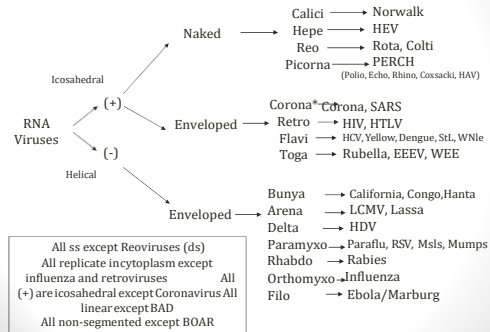 Calici Norwalk
Naked Hepe HEV
Reo Rota, Colti
Picorna PERCH
(Polio, Echo, Rhino, Coxsacki, HAV)
Icosahedral
(+)
Corona* Corona, SARS
Enveloped Retro HIV, HTLV
Flavi HCV, Yellow, Dengue, StL, WNle
Toga Rubella, EEEV, WEE
RNA
Viruses
(-)
Helical
Bunya California, Congo,Hanta
Enveloped Arena LCMV, Lassa
Delta HDV
Paramyxo Paraflu, RSV, Msls, Mumps
Rhabdo Rabies
Orthomyxo Influenza
Filo Ebola/Marburg
All ss except Reoviruses (ds)
All replicate incytoplasm except
influenza and retroviruses All
(+) are icosahedral except Coronavirus All
linear except BAD
All non-segmented except BOAR